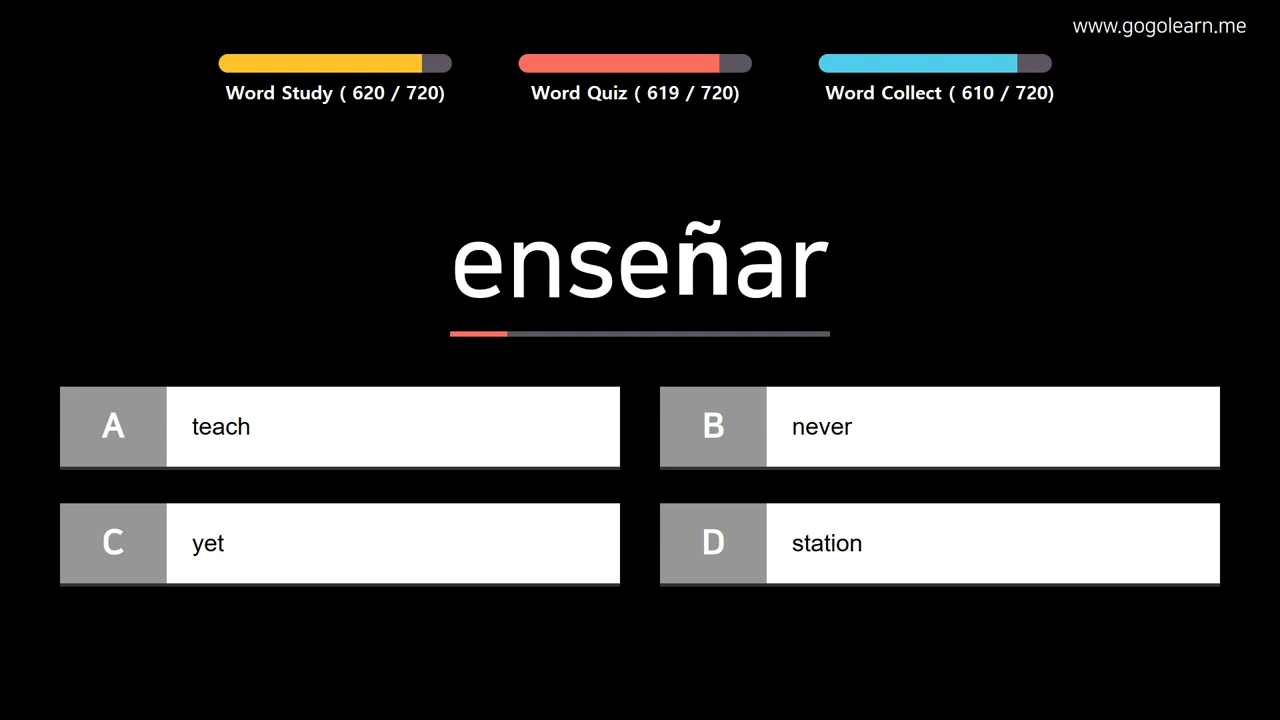 www.gogolearn.me
Word Study ( 620 / 720)
Word Quiz ( 619 / 720)
Word Collect ( 610 / 720)
enseñar
A teach
B never
C yet
D station